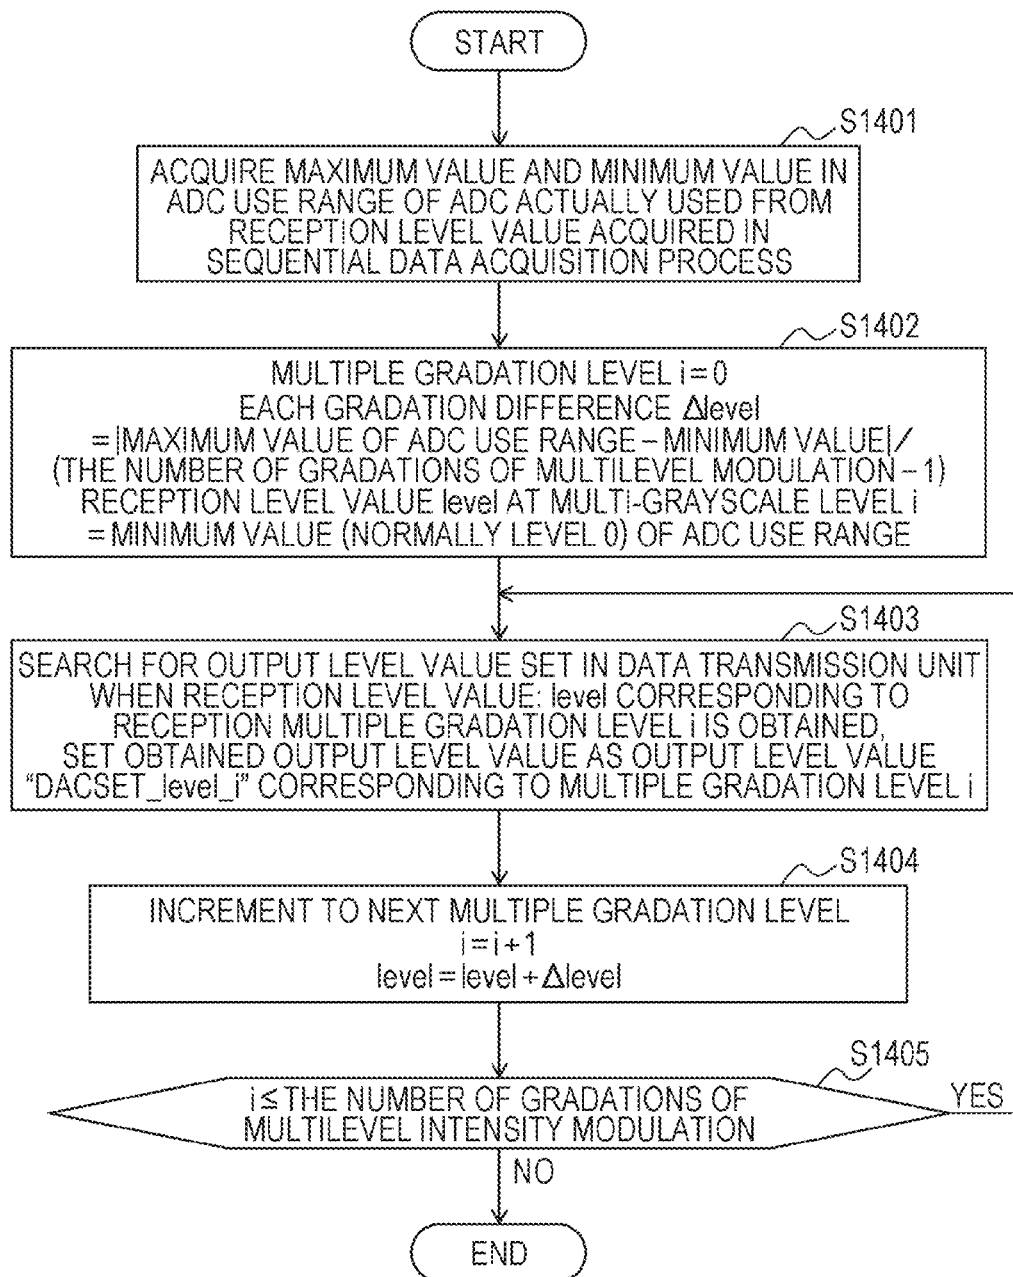 START
S1401
ACQUIRE MAXIMUM VALUE AND MINIMUM VALUE IN
ADC USE RANGE OF ADC ACTUALLY USED FROM
RECEPTION LEVEL VALUE ACQUIRED IN
SEQUENTIAL DATA ACQUISITION PROCESS
S1402
MULTIPLE GRADATION LEVEL i=0
EACH GRADATION DIFFERENCE Δlevel
=|MAXIMUM VALUE OF ADC USE RANGE−MINIMUM VALUE|/
(THE NUMBER OF GRADATIONS OF MULTILEVEL MODULATION−1)
RECEPTION LEVEL VALUE level AT MULTI-GRAYSCALE LEVEL i
=MINIMUM VALUE (NORMALLY LEVEL 0) OF ADC USE RANGE
S1403
SEARCH FOR OUTPUT LEVEL VALUE SET IN DATA TRANSMISSION UNIT
WHEN RECEPTION LEVEL VALUE: level CORRESPONDING TO
RECEPTION MULTIPLE GRADATION LEVEL i IS OBTAINED,
SET OBTAINED OUTPUT LEVEL VALUE AS OUTPUT LEVEL VALUE
“DACSET_level_i” CORRESPONDING TO MULTIPLE GRADATION LEVEL i
S1404
INCREMENT TO NEXT MULTIPLE GRADATION LEVEL
i=i+1
level=level+Δlevel
S1405
i≤THE NUMBER OF GRADATIONS OF
MULTILEVEL INTENSITY MODULATION
YES
NO
END